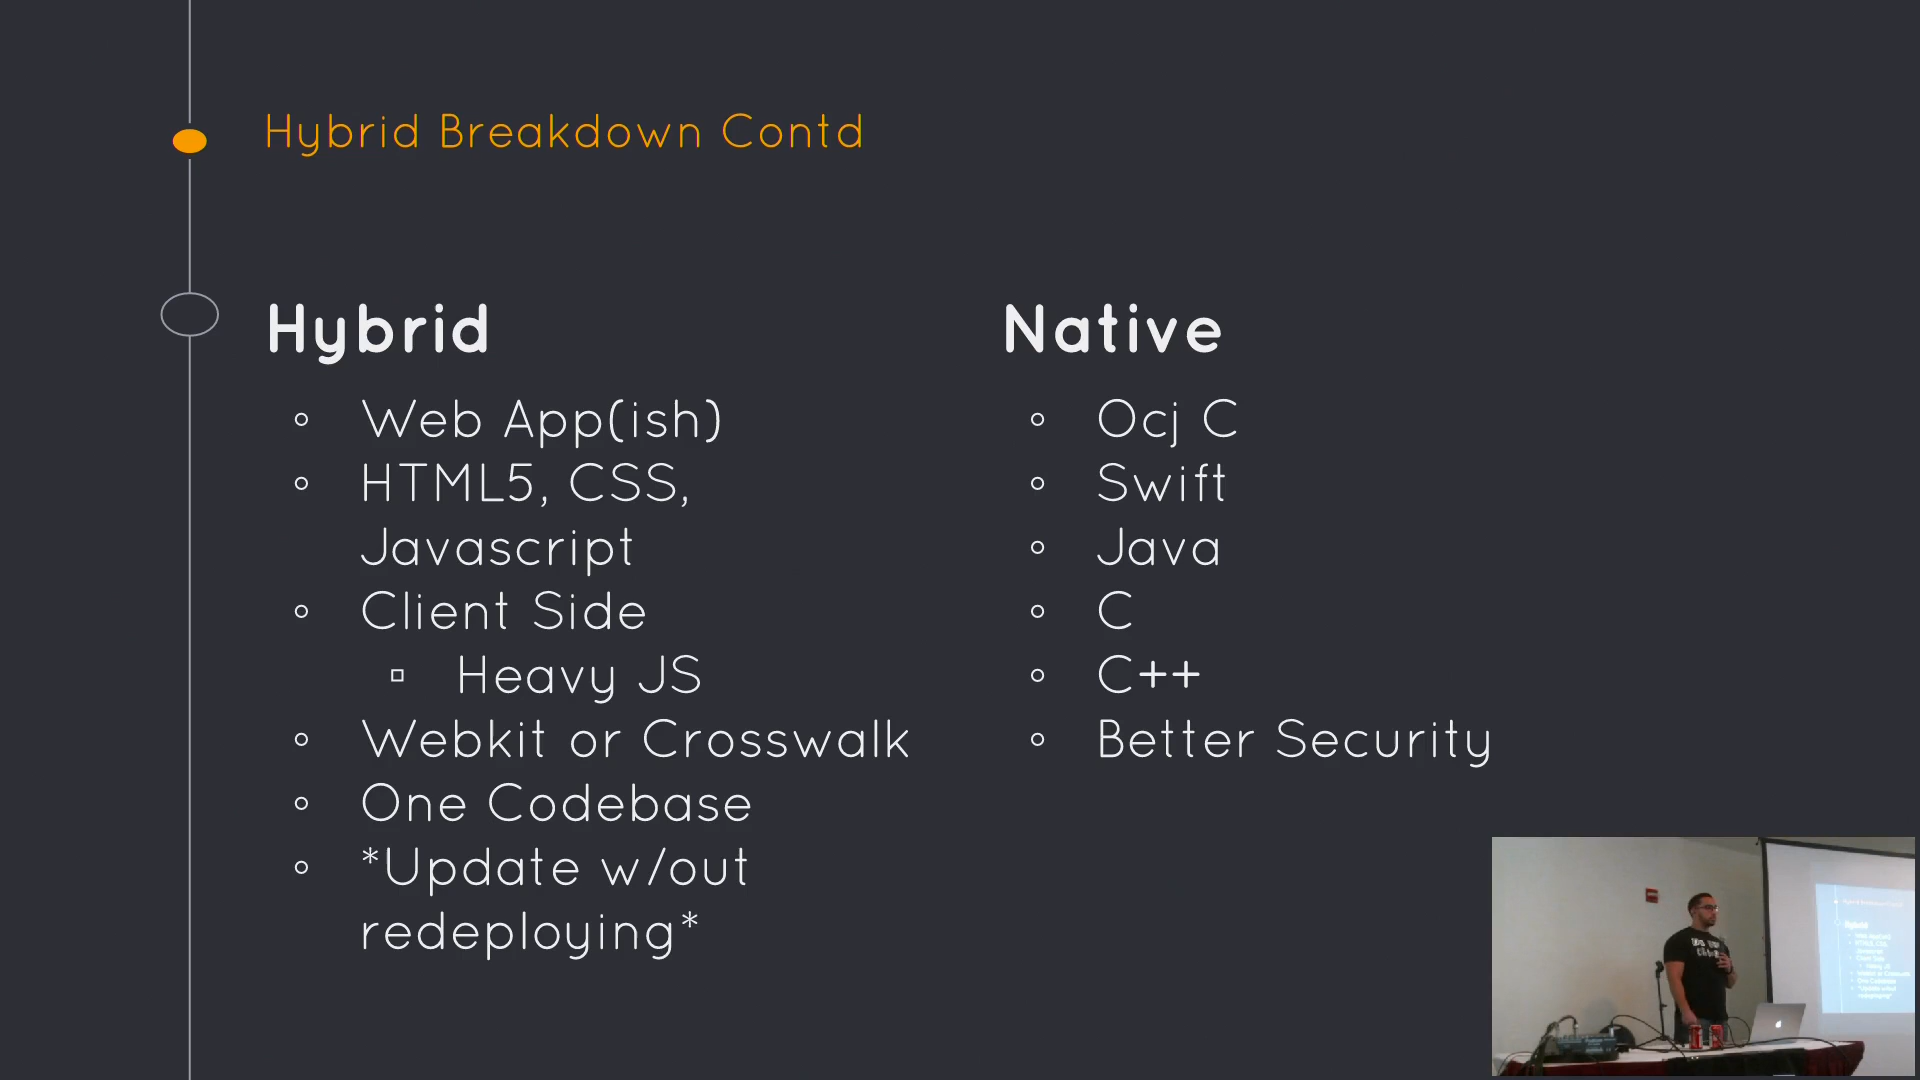 Hybrid Breakdown Contd
Hybrid
Web App(ish)
HTML5, CSS,
Javascript
Client Side
Heavy JS
Webkit or Crosswalk
One Codebase
*Update w/out
redeploying*
Native
Ocj C
Swift
Java
C
C++
Better Security